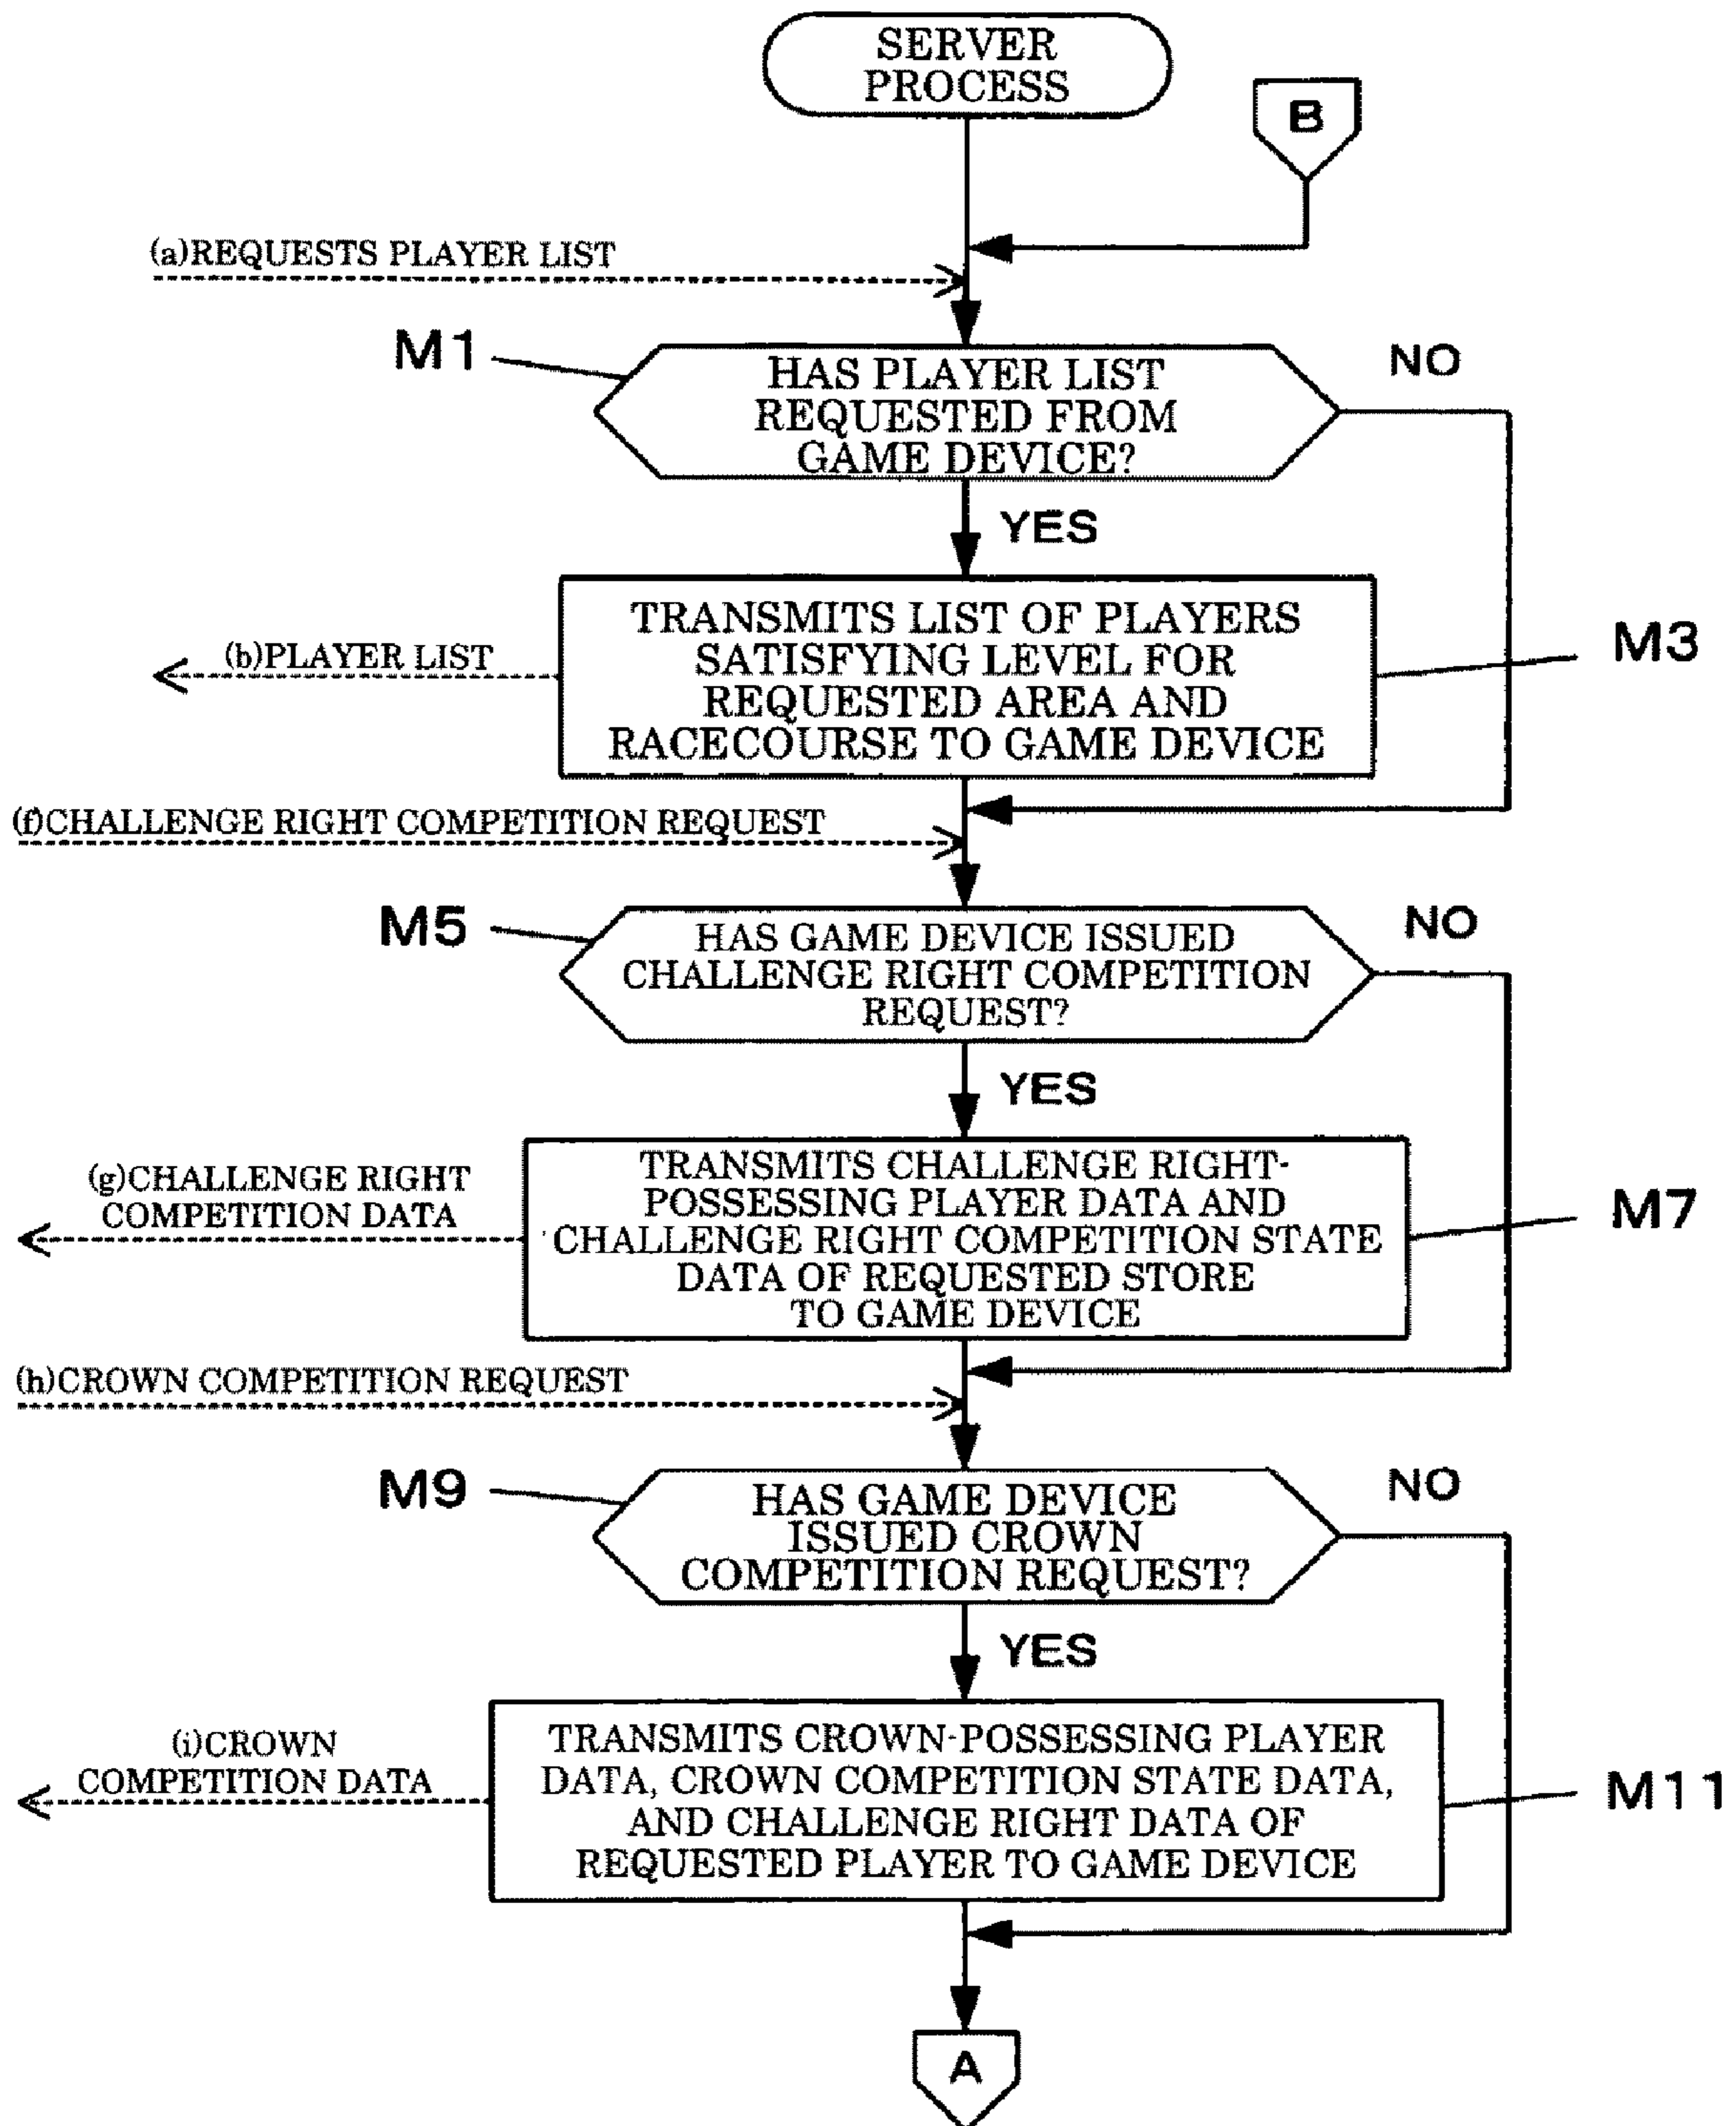 SERVER
PROCESS
B
(a)REQUESTS PLAYER LIST
M1
HAS PLAYER LIST
REQUESTED FROM
GAME DEVICE?
NO
YES
TRANSMITS LIST OF PLAYERS
SATISFYING LEVEL FOR
REQUESTED AREA AND
RACECOURSE TO GAME DEVICE
M3
(b)PLAYER LIST
(f)CHALLENGE RIGHT COMPETITION REQUEST
M5
HAS GAME DEVICE ISSUED
CHALLENGE RIGHT COMPETITION
REQUEST?
NO
YES
TRANSMITS CHALLENGE RIGHT-
POSSESSING PLAYER DATA AND
CHALLENGE RIGHT COMPETITION STATE
DATA OF REQUESTED STORE
TO GAME DEVICE
M7
(g)CHALLENGE RIGHT
COMPETITION DATA
(h)CROWN COMPETITION REQUEST
M9
HAS GAME DEVICE
ISSUED CROWN
COMPETITION REQUEST?
NO
YES
TRANSMITS CROWN-POSSESSING PLAYER
DATA, CROWN COMPETITION STATE DATA,
AND CHALLENGE RIGHT DATA OF
REQUESTED PLAYER TO GAME DEVICE
M11
(i)CROWN
COMPETITION DATA
A